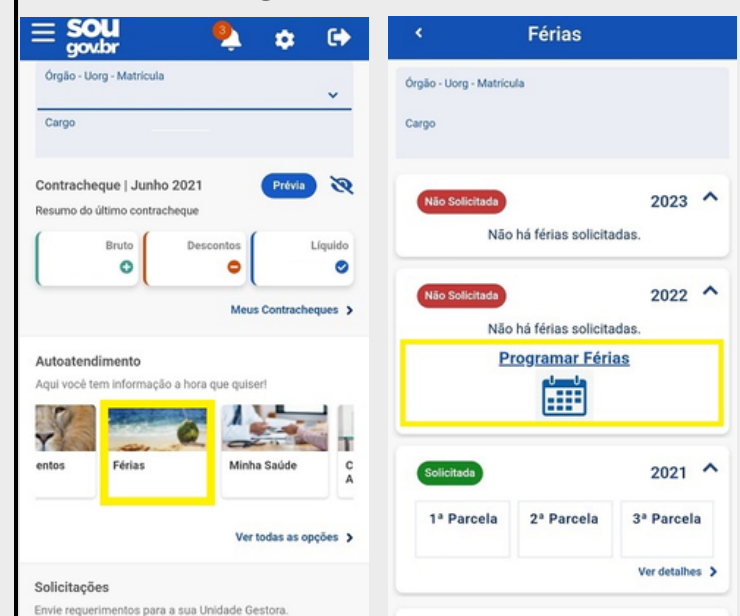 SOU
gov.br
3
Órgão - Uorg - Matrícula
Cargo
Contracheque | Junho 2021
Prévia
Resumo do último contracheque
Bruto
Descontos
Líquido
Meus Contracheques
Autoatendimento
Aqui você tem informação a hora que quiser!
entos
Férias
Minha Saúde
C
A
Ver todas as opções
Solicitações
Envie requerimentos para a sua Unidade Gestora.
Férias
Órgão - Uorg - Matrícula
Cargo
Não Solicitada
2023
Não há férias solicitadas.
Não Solicitada
2022
Não há férias solicitadas.
Programar Férias
Solicitada
2021
1ª Parcela
2ª Parcela
3ª Parcela
Ver detalhes